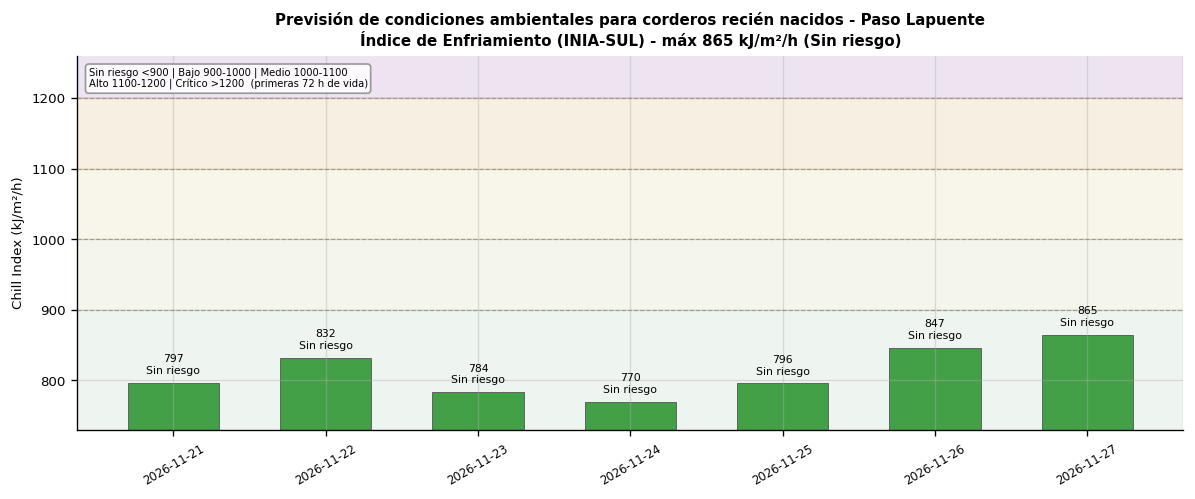 Previsión de condiciones ambientales para corderos recién nacidos - Paso Lapuente
Índice de Enfriamiento (INIA-SUL) - máx 865 kJ/m²/h (Sin riesgo)
Sin riesgo <900 | Bajo 900-1000 | Medio 1000-1100
Alto 1100-1200 | Crítico >1200  (primeras 72 h de vida)
Chill Index (kJ/m²/h)
1200
1100
1000
900
800
797
Sin riesgo
832
Sin riesgo
784
Sin riesgo
770
Sin riesgo
796
Sin riesgo
847
Sin riesgo
865
Sin riesgo
2026-11-21
2026-11-22
2026-11-23
2026-11-24
2026-11-25
2026-11-26
2026-11-27